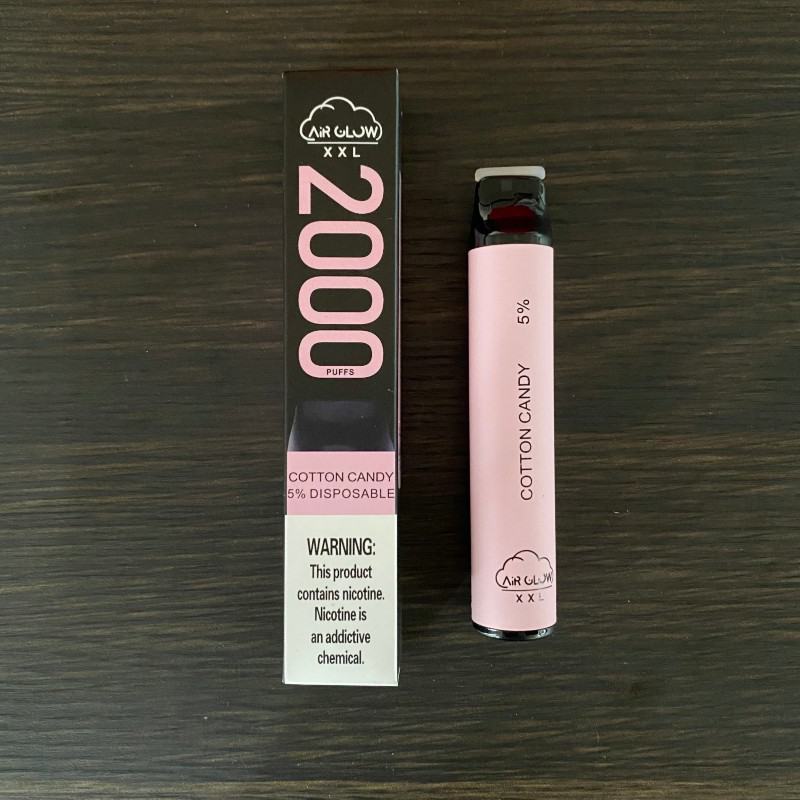 AiR GLOW
XXL
2000
PUFFS
COTTON CANDY
5% DISPOSABLE
WARNING:
This product
contains nicotine.
Nicotine is
an addictive
chemical.
COTTON CANDY 5%
AiR GLOW
XXL